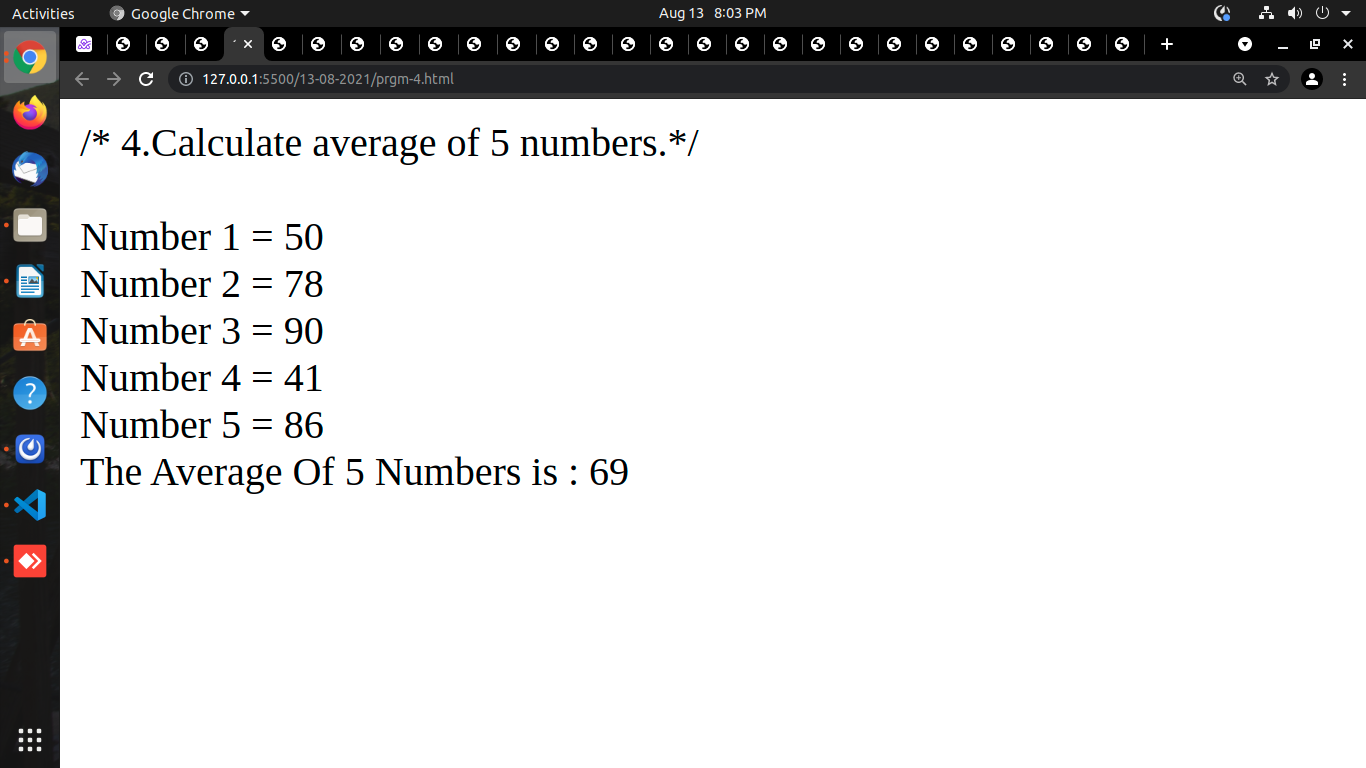 Activities Google Chrome Aug 13 8:03 PM
127.0.0.1:5500/13-08-2021/prgm-4.html
/* 4.Calculate average of 5 numbers.*/
Number 1 = 50
Number 2 = 78
Number 3 = 90
Number 4 = 41
Number 5 = 86
The Average Of 5 Numbers is : 69